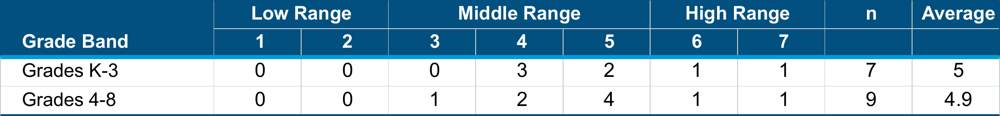 Low Range Middle Range High Range n Average
Grade Band 1 2 3 4 5 6 7
Grades K-3 0 0 0 3 2 1 1 7 5
Grades 4-8 0 0 1 2 4 1 1 9 4.9